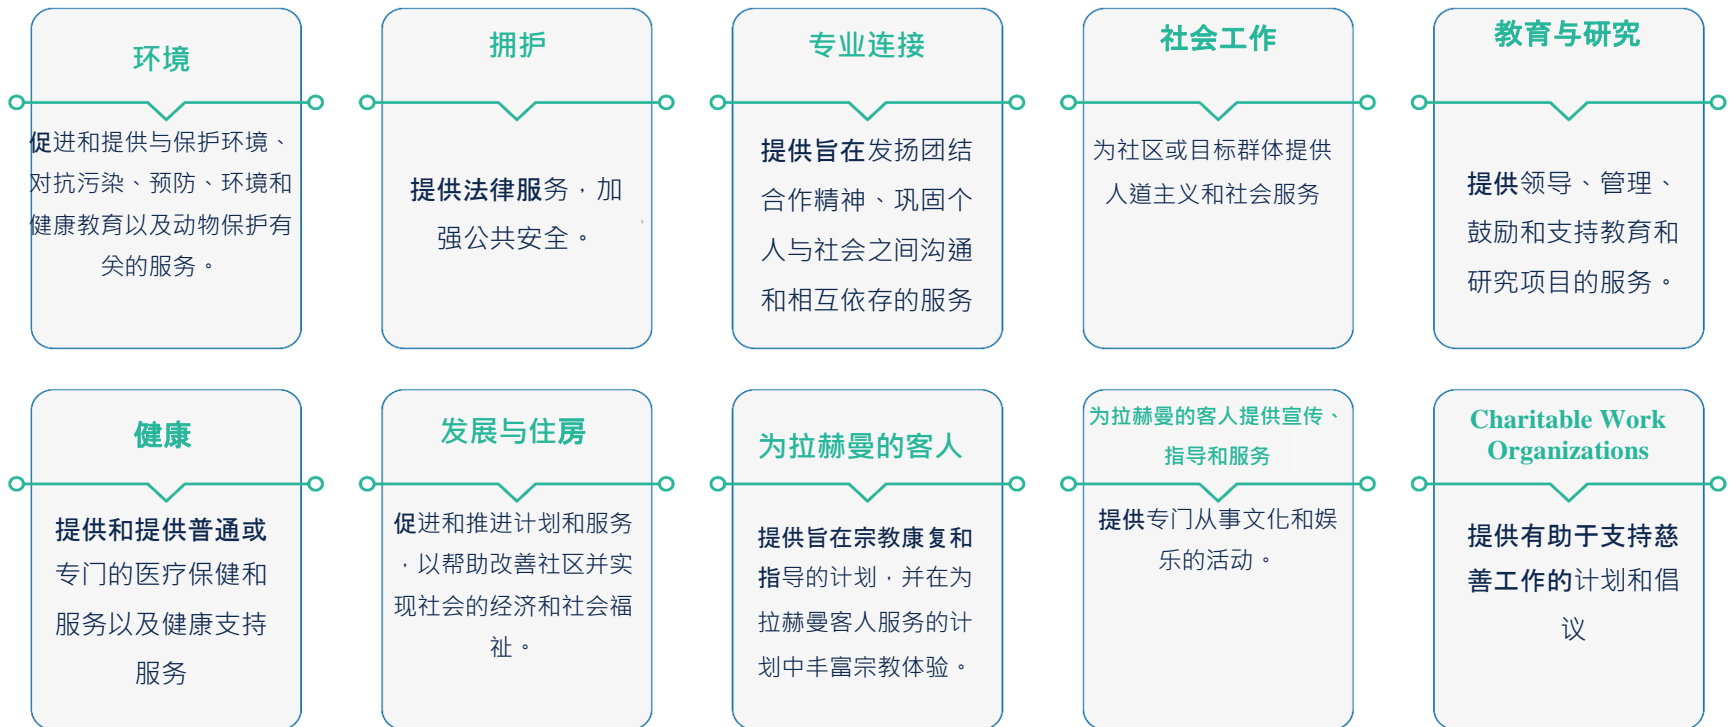 环境
促进和提供与保护环境、
对抗污染、预防、环境和
健康教育以及动物保护有
关的服务。
拥护
提供法律服务，加
强公共安全。
专业连接
提供旨在发扬团结
合作精神、巩固个
人与社会之间沟通
和相互依存的服务
社会工作
为社区或目标群体提供
人道主义和社会服务
教育与研究
提供领导、管理、
鼓励和支持教育和
研究项目的服务。
健康
提供和提供普通或
专门的医疗保健和
服务以及健康支持
服务
发展与住房
促进和推进计划和服务
，以帮助改善社区并实
现社会的经济和社会福
祉。
为拉赫曼的客人
提供旨在宗教康复和
指导的计划，并在为
拉赫曼客人服务的计
划中丰富宗教体验。
为拉赫曼的客人提供宣传、
指导和服务
提供专门从事文化和娱
乐的活动。
Charitable Work
Organizations
提供有助于支持慈
善工作的计划和倡
议